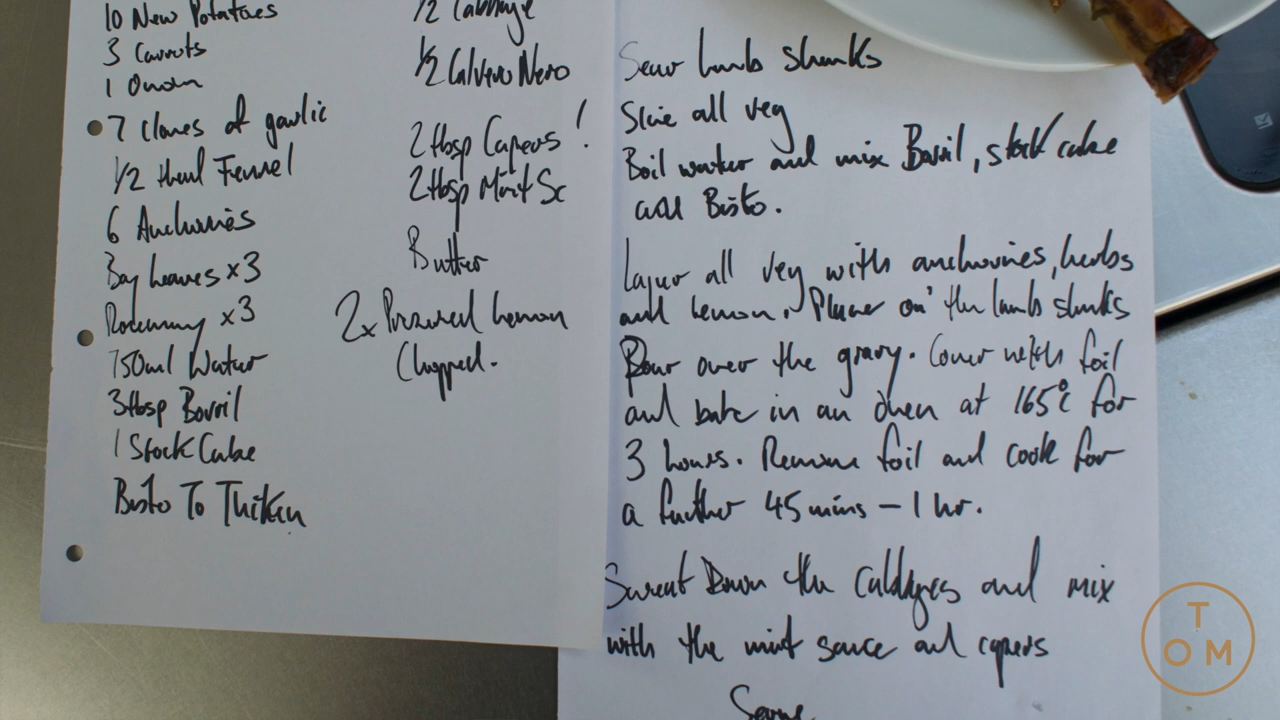 10 New Potatoes
3 Carrots
1 Onion
7 Cloves of garlic
1/2 Head Fennel
6 Anchovies
Bay Leaves x3
Rosemary x3
750ml Water
3tbsp Bovril
1 Stock Cube
Bisto To Thicken
1/2 Cabbage
1/2 Calvero Nero
2tbsp Capers !
2tbsp Mint Sc
Butter
2x Preserved Lemon
Chopped.
Sear lamb shanks
Slice all veg
Boil water and mix Bovril, stock cube
and Bisto.
Layer all veg with anchovies, herbs
and lemon. Place on the lamb shanks
Pour over the gravy. Cover with foil
and bake in an oven at 165°C for
3 hours. Remove foil and cook for
a further 45 mins – 1 hr.
Sweat Down the Cabbages and mix
with the mint sauce and capers
Serve
TOM